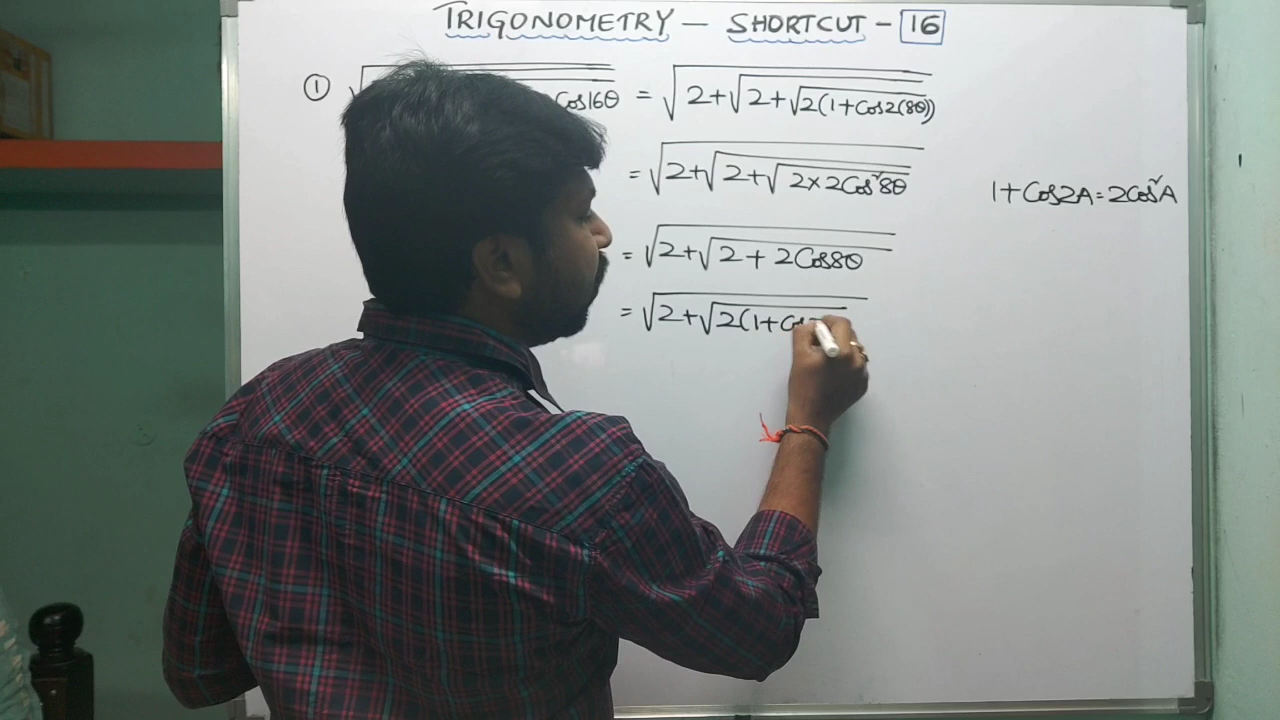 TRIGONOMETRY — SHORTCUT - 16
① √ √ Cos16θ = √2+√2+√2(1+Cos2(8θ))
= √2+√2+√2×2Cos²8θ
1+Cos2A=2Cos²A
= √2+√2+2Cos8θ
= √2+√2(1+Cos